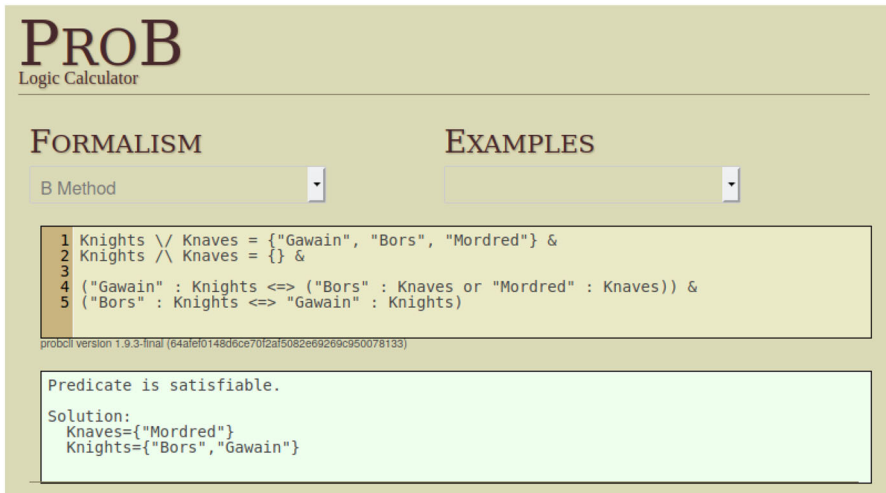 PROB
Logic Calculator
FORMALISM
EXAMPLES
B Method
1 Knights \/ Knaves = {"Gawain", "Bors", "Mordred"} &
2 Knights /\ Knaves = {} &
3
4 ("Gawain" : Knights <=> ("Bors" : Knaves or "Mordred" : Knaves)) &
5 ("Bors" : Knights <=> "Gawain" : Knights)
probcli version 1.9.3-final (64afef0148d6ce70f2af5082e69269c950078133)
Predicate is satisfiable.
Solution:
Knaves={"Mordred"}
Knights={"Bors","Gawain"}